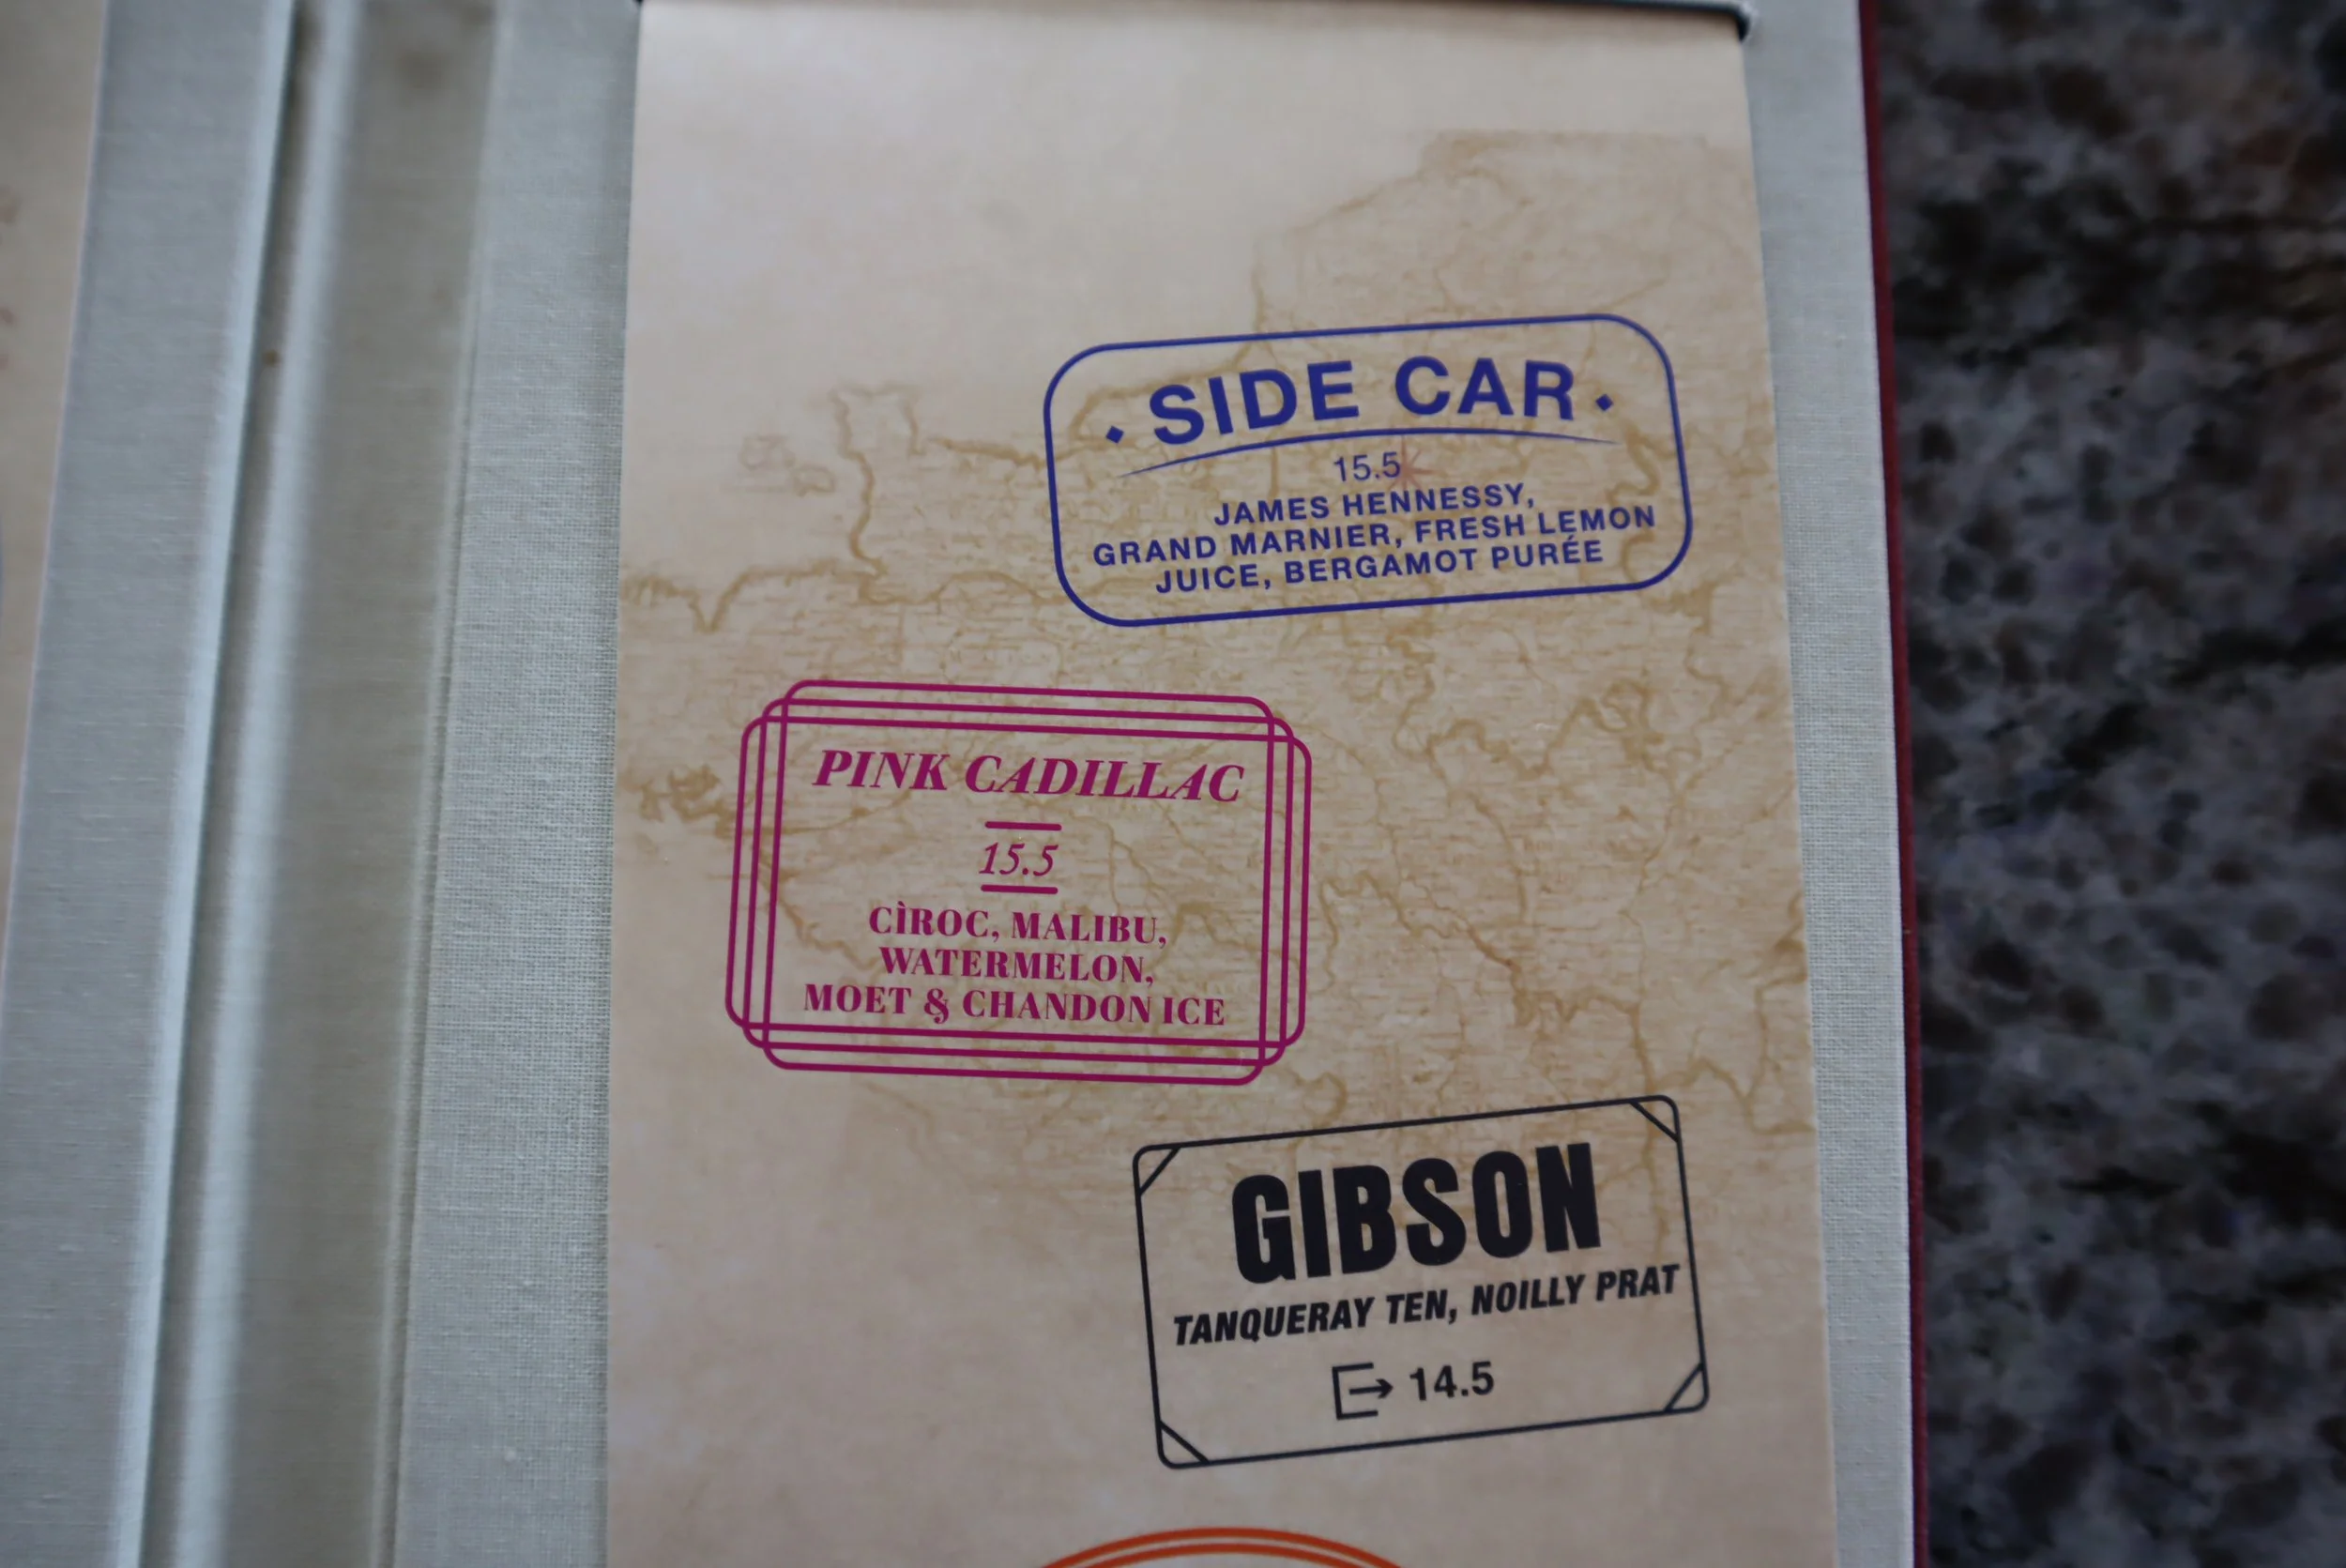 SIDE CAR
15.5
JAMES HENNESSY,
GRAND MARNIER, FRESH LEMON
JUICE, BERGAMOT PURÉE
PINK CADILLAC
15.5
CÌROC, MALIBU,
WATERMELON,
MOET & CHANDON ICE
GIBSON
TANQUERAY TEN, NOILLY PRAT
14.5